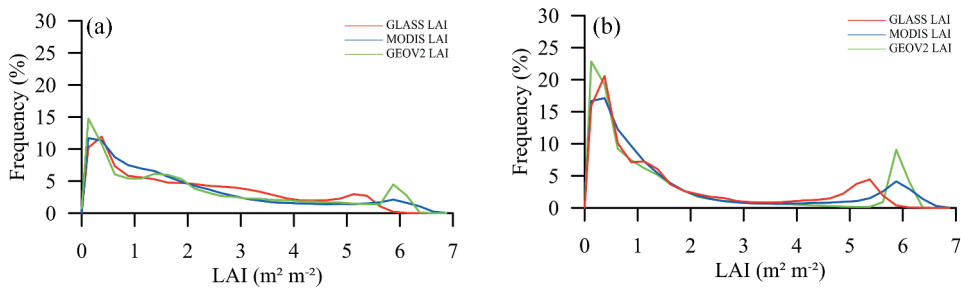 (a)
GLASS LAI
MODIS LAI
GEOV2 LAI
Frequency (%)
30
25
20
15
10
5
0
0 1 2 3 4 5 6 7
LAI (m² m⁻²)
(b)
GLASS LAI
MODIS LAI
GEOV2 LAI
Frequency (%)
30
25
20
15
10
5
0
0 1 2 3 4 5 6 7
LAI (m² m⁻²)